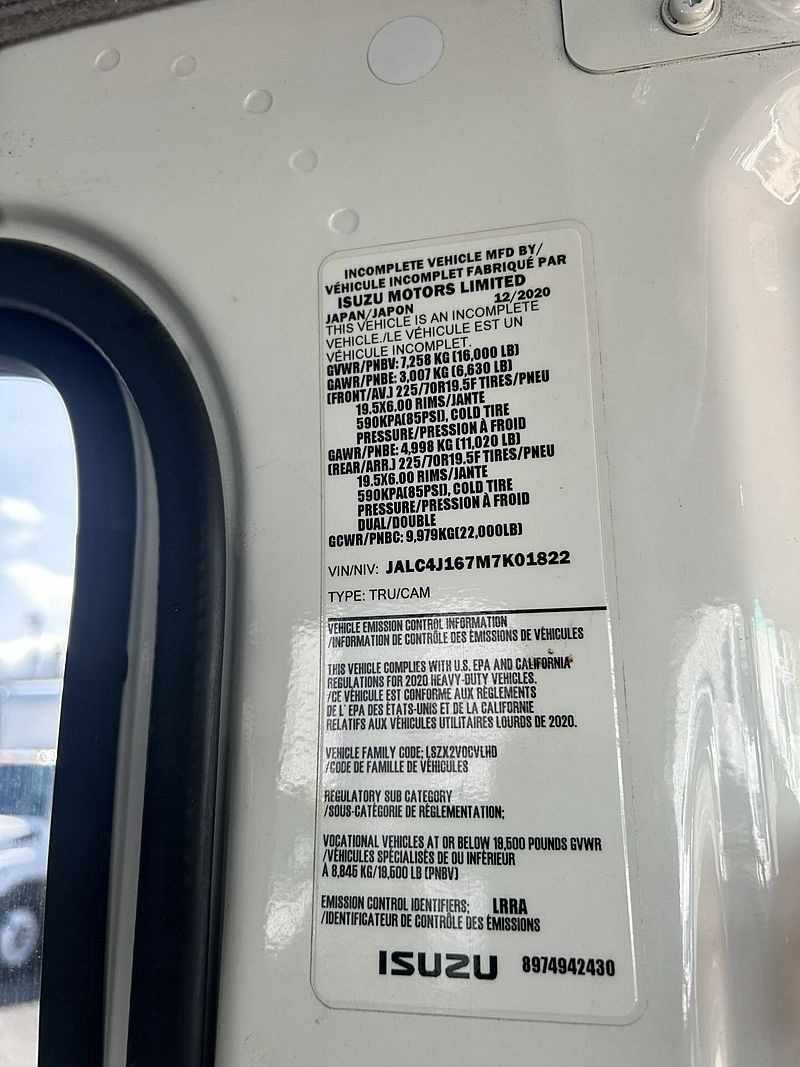 INCOMPLETE VEHICLE MFD BY/
VÉHICULE INCOMPLET FABRIQUÉ PAR
ISUZU MOTORS LIMITED
JAPAN/JAPON 12/2020
THIS VEHICLE IS AN INCOMPLETE
VEHICLE./LE VÉHICULE EST UN
VÉHICULE INCOMPLET.
GVWR/PNBV: 7,258 KG (16,000 LB)
GAWR/PNBE: 3,007 KG (6,630 LB)
(FRONT/AV.) 225/70R19.5F TIRES/PNEU
19.5X6.00 RIMS/JANTE
590KPA(85PSI), COLD TIRE
PRESSURE/PRESSION À FROID
GAWR/PNBE: 4,998 KG (11,020 LB)
(REAR/ARR.) 225/70R19.5F TIRES/PNEU
19.5X6.00 RIMS/JANTE
590KPA(85PSI), COLD TIRE
PRESSURE/PRESSION À FROID
DUAL/DOUBLE
GCWR/PNBC: 9,979KG(22,000LB)
VIN/NIV: JALC4J167M7K01822
TYPE: TRU/CAM
VEHICLE EMISSION CONTROL INFORMATION
/INFORMATION DE CONTRÔLE DES ÉMISSIONS DE VÉHICULES
THIS VEHICLE COMPLIES WITH U.S. EPA AND CALIFORNIA
REGULATIONS FOR 2020 HEAVY-DUTY VEHICLES.
/CE VÉHICULE EST CONFORME AUX RÈGLEMENTS
DE L'EPA DES ÉTATS-UNIS ET DE LA CALIFORNIE
RELATIFS AUX VÉHICULES UTILITAIRES LOURDS DE 2020.
VEHICLE FAMILY CODE; LSZX2VOCVLHD
/CODE DE FAMILLE DE VÉHICULES
REGULATORY SUB CATEGORY
/SOUS-CATÉGORIE DE RÉGLEMENTATION;
VOCATIONAL VEHICLES AT OR BELOW 19,500 POUNDS GVWR
/VÉHICULES SPÉCIALISÉS DE OU INFÉRIEUR
À 8,845 KG/19,500 LB (PNBV)
EMISSION CONTROL IDENTIFIERS; LRRA
/IDENTIFICATEUR DE CONTRÔLE DES ÉMISSIONS
ISUZU 8974942430